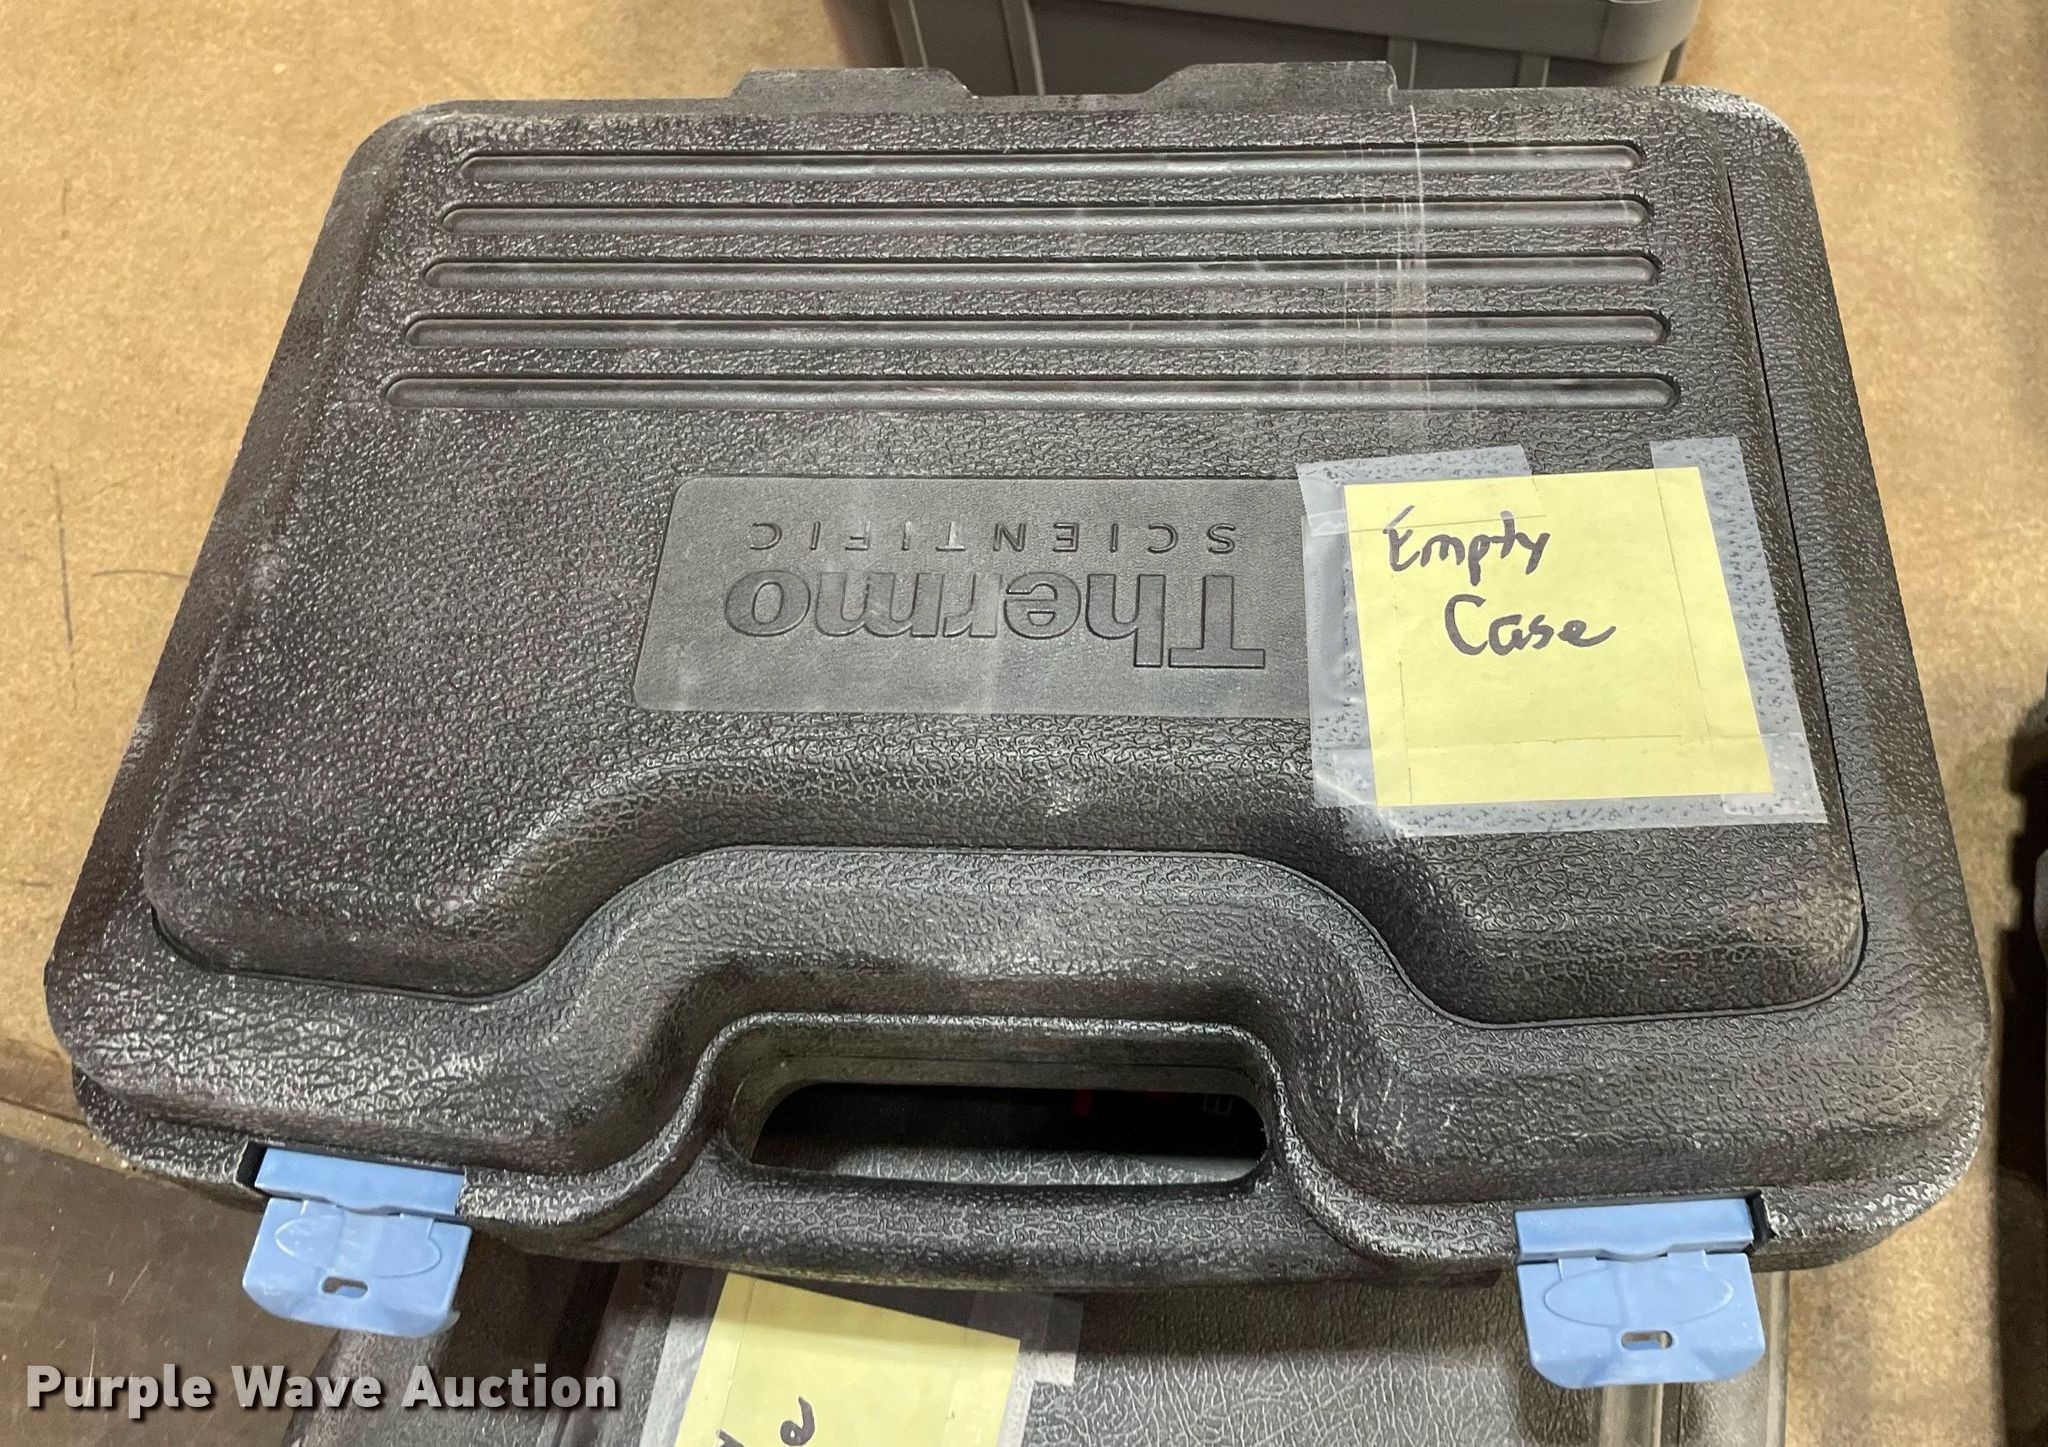 SCIENTIFIC
Thermo
Empty
Case
Purple Wave Auction